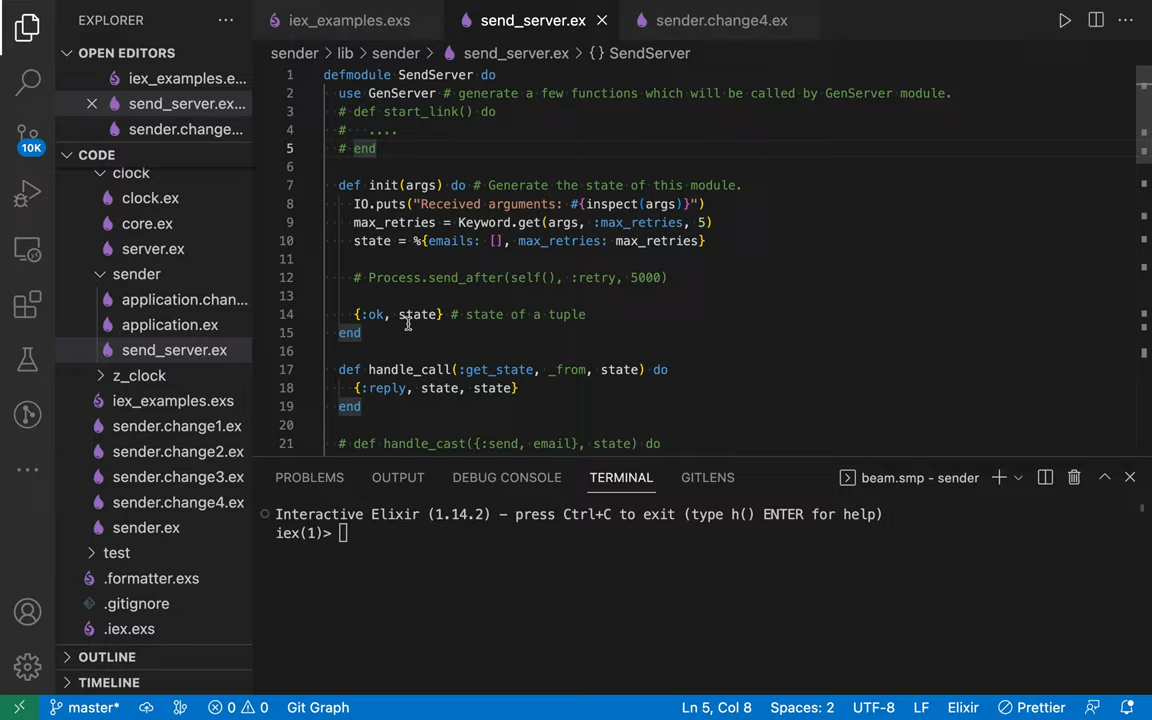 EXPLORER
iex_examples.exs
send_server.ex
sender.change4.ex
OPEN EDITORS
iex_examples.e...
send_server.ex...
sender.change...
sender > lib > sender > send_server.ex > {} SendServer
CODE
clock
clock.ex
core.ex
server.ex
sender
application.chan...
application.ex
send_server.ex
z_clock
iex_examples.exs
sender.change1.ex
sender.change2.ex
sender.change3.ex
sender.change4.ex
sender.ex
test
.formatter.exs
.gitignore
.iex.exs
OUTLINE
TIMELINE
10K
1 defmodule SendServer do
2 use GenServer # generate a few functions which will be called by GenServer module.
3 # def start_link() do
4 # ....
5 # end
6
7 def init(args) do # Generate the state of this module.
8 IO.puts("Received arguments: #{inspect(args)}")
9 max_retries = Keyword.get(args, :max_retries, 5)
10 state = %{emails: [], max_retries: max_retries}
11
12 # Process.send_after(self(), :retry, 5000)
13
14 {:ok, state} # state of a tuple
15 end
16
17 def handle_call(:get_state, _from, state) do
18 {:reply, state, state}
19 end
20
21 # def handle_cast({:send, email}, state) do
PROBLEMS OUTPUT DEBUG CONSOLE TERMINAL GITLENS
beam.smp - sender
Interactive Elixir (1.14.2) - press Ctrl+C to exit (type h() ENTER for help)
iex(1)>
master* 0 0 Git Graph Ln 5, Col 8 Spaces: 2 UTF-8 LF Elixir Prettier